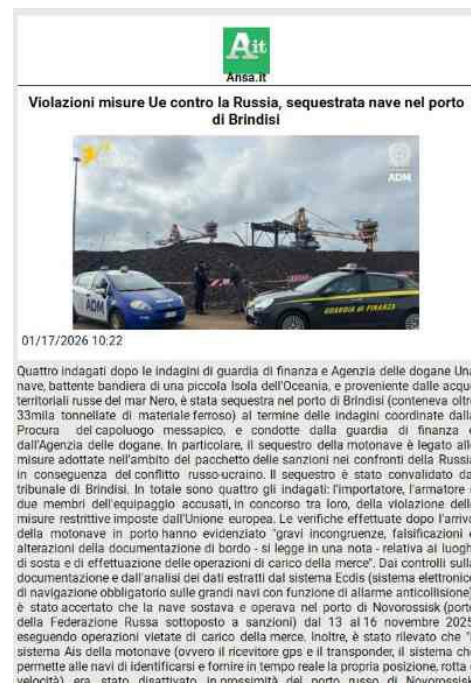 Ait
Ansa.it
Violazioni misure Ue contro la Russia, sequestrata nave nel porto
di Brindisi
ADM
ADM
GUARDIA DI FINANZA
01/17/2026 10:22
Quattro indagati dopo le indagini di guardia di finanza e Agenzia delle dogane Una
nave, battente bandiera di una piccola Isola dell'Oceania, e proveniente dalle acque
territoriali russe del mar Nero, è stata sequestra nel porto di Brindisi (conteneva oltre
33mila tonnellate di materiale ferroso) al termine delle indagini coordinate dalla
Procura del capoluogo messapico, e condotte dalla guardia di finanza e
dall'Agenzia delle dogane. In particolare, il sequestro della motonave è legato alle
misure adottate nell'ambito del pacchetto delle sanzioni nei confronti della Russia
in conseguenza del conflitto russo-ucraino. Il sequestro è stato convalidato dal
tribunale di Brindisi. In totale sono quattro gli indagati: l'importatore, l'armatore e
due membri dell'equipaggio accusati, in concorso tra loro, della violazione delle
misure restrittive imposte dall'Unione europea. Le verifiche effettuate dopo l'arrivo
della motonave in porto hanno evidenziato "gravi incongruenze, falsificazioni e
alterazioni della documentazione di bordo - si legge in una nota - relativa ai luoghi
di sosta e di effettuazione delle operazioni di carico della merce". Dai controlli sulla
documentazione e dall'analisi dei dati estratti dal sistema Ecdis (sistema elettronico
di navigazione obbligatorio sulle grandi navi con funzione di allarme anticollisione)
è stato accertato che la nave sostava e operava nel porto di Novorossisk (porto
della Federazione Russa sottoposto a sanzioni) dal 13 al 16 novembre 2025
eseguendo operazioni vietate di carico della merce. Inoltre, è stato rilevato che "il
sistema Ais della motonave (ovvero il ricevitore gps e il transponder, il sistema che
permette alle navi di identificarsi e fornire in tempo reale la propria posizione, rotta e
velocità) era stato disattivato in prossimità del porto russo di Novorossisk